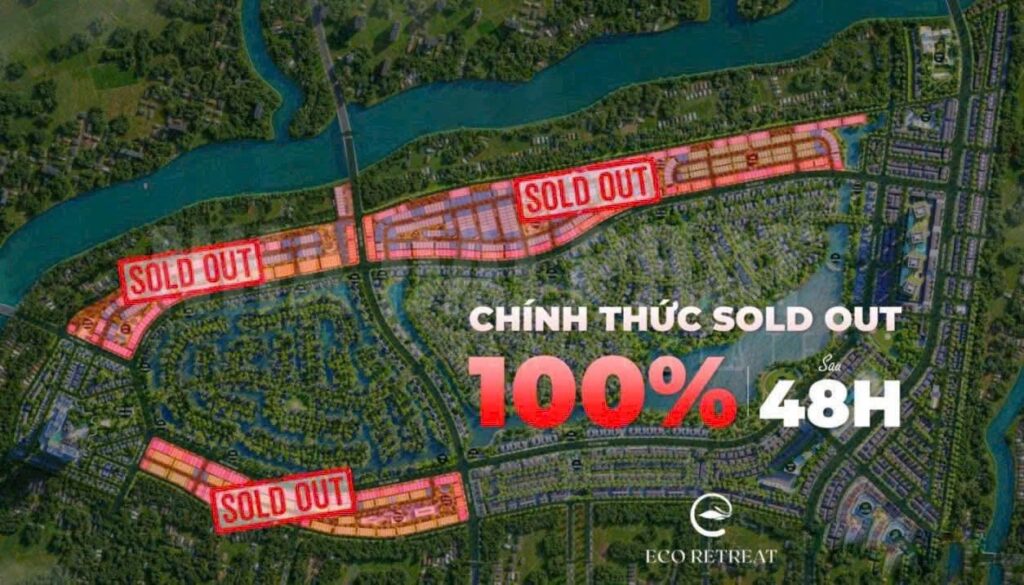 SOLD OUT
SOLD OUT
CHÍNH THỨC SOLD OUT
100%
Sau
48H
SOLD OUT
ECO RETREAT